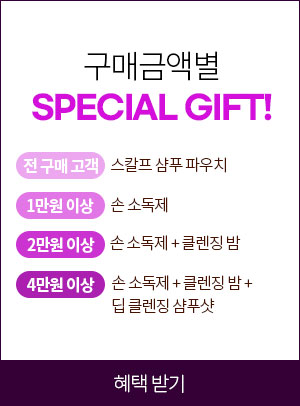 구매금액별
SPECIAL GIFT!
전 구매 고객 스칼프 샴푸 파우치
1만원 이상 손 소독제
2만원 이상 손 소독제 + 클렌징 밤
4만원 이상 손 소독제 + 클렌징 밤 +
딥 클렌징 샴푸샷
혜택 받기